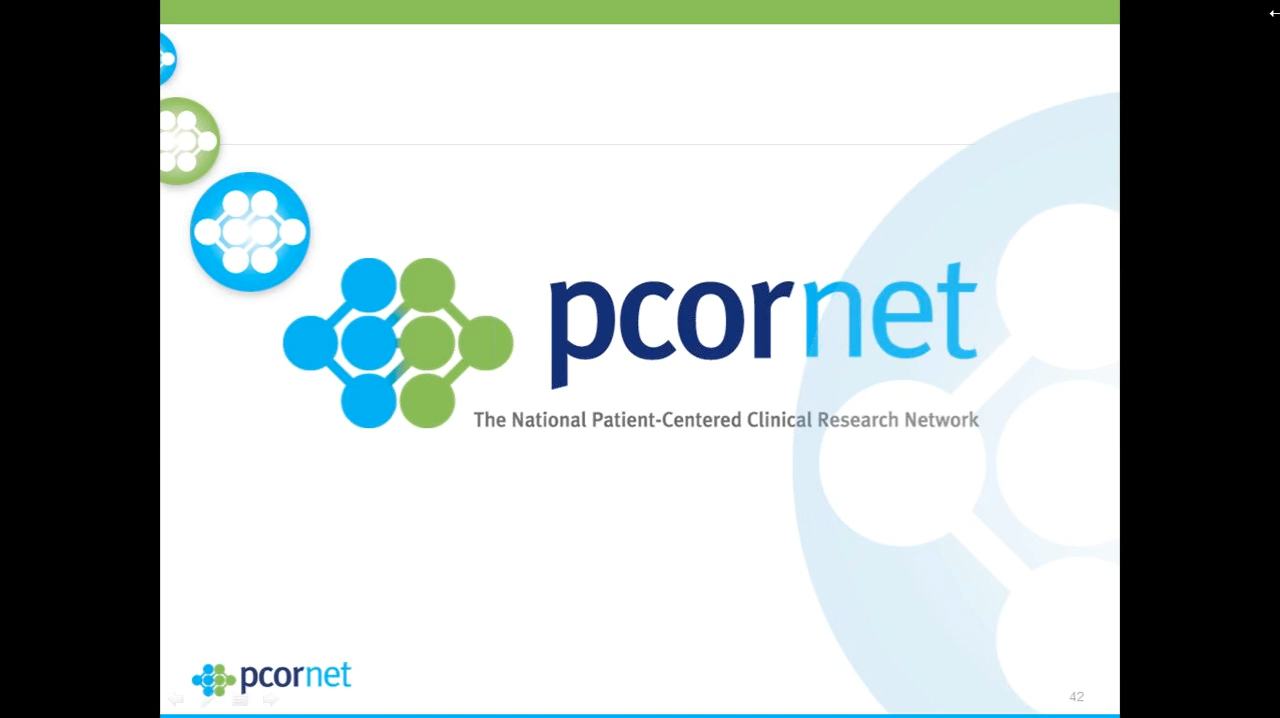 pcornet
The National Patient-Centered Clinical Research Network
pcornet
42